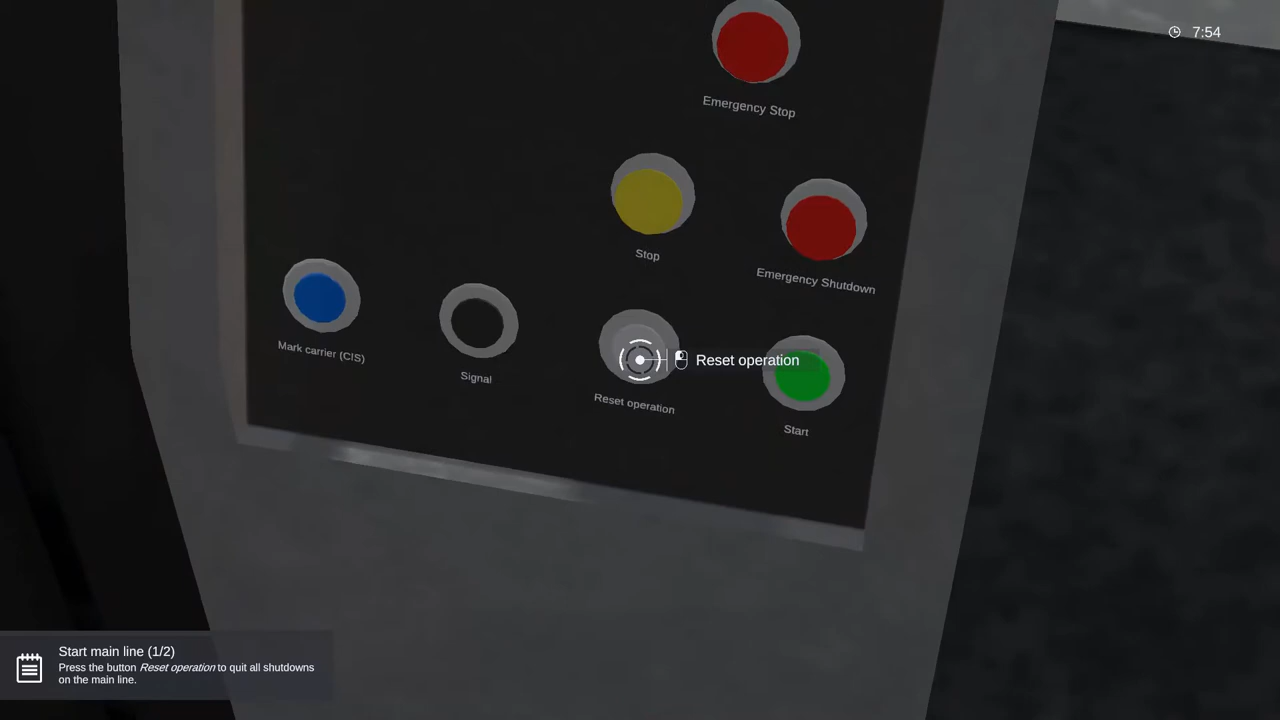 7:54
Emergency Stop
Stop
Emergency Shutdown
Mark carrier (CIS)
Signal
Reset operation
Reset operation
Start
Start main line (1/2)
Press the button Reset operation to quit all shutdowns
on the main line.